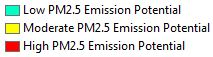 Low PM2.5 Emission Potential
Moderate PM2.5 Emission Potential
High PM2.5 Emission Potential